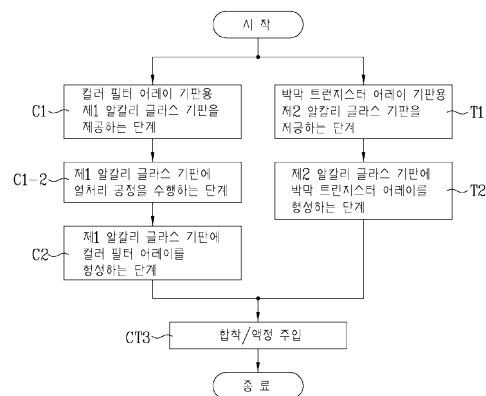 시 작
C1
컬러 필터 어레이 기판용
제1 알칼리 글라스 기판을
제공하는 단계
박막 트랜지스터 어레이 기판용
제2 알칼리 글라스 기판을
제공하는 단계
T1
C1-2
제1 알칼리 글라스 기판에
열처리 공정을 수행하는 단계
제2 알칼리 글라스 기판에
박막 트랜지스터 어레이를
형성하는 단계
T2
C2
제1 알칼리 글라스 기판에
컬러 필터 어레이를
형성하는 단계
CT3
합착/액정 주입
종 료